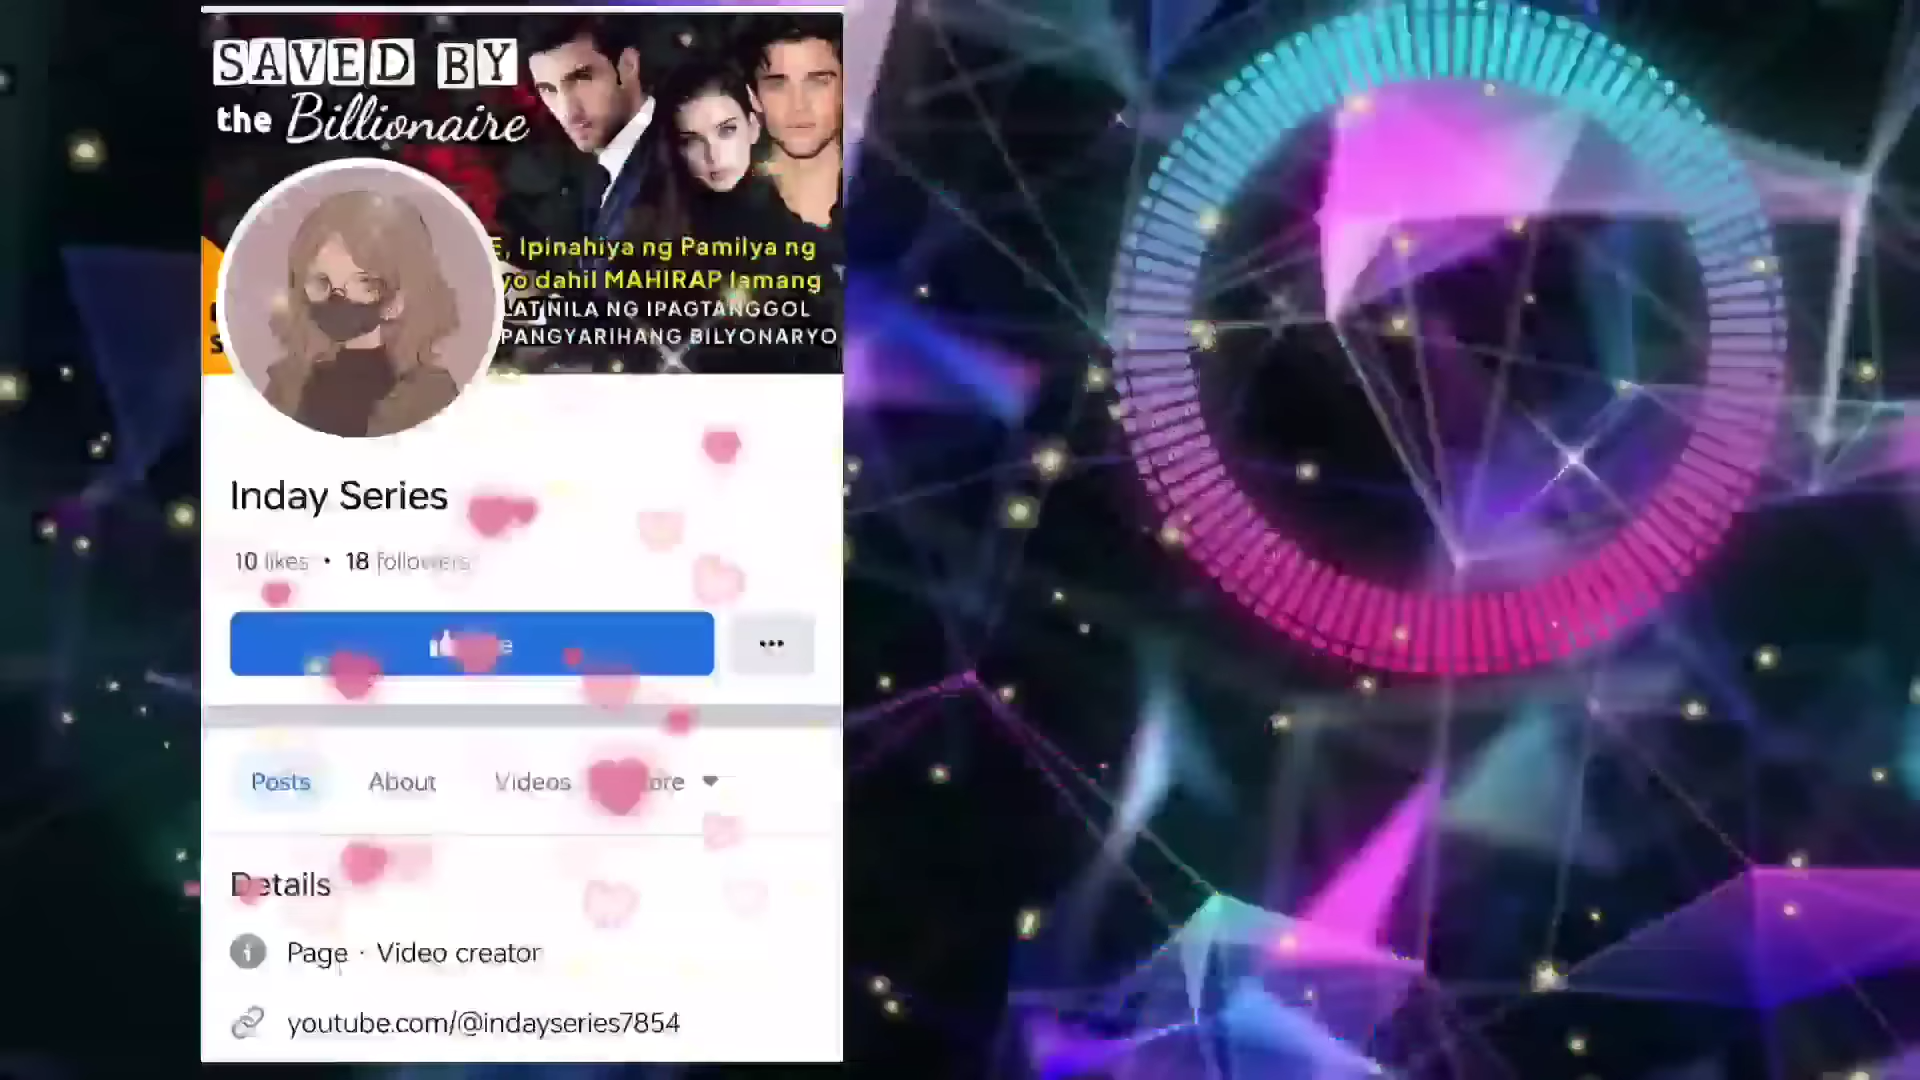 SAVED BY
the Billionaire
E, Ipinahiya ng Pamilya ng
yo dahil MAHIRAP lamang
NILA NG IPAGTANGGOL
PANGYARIHANG BILYONARYO
Inday Series
10 likes • 18 followers
•••
Posts About Videos
Details
Page · Video creator
youtube.com/@indayseries7854